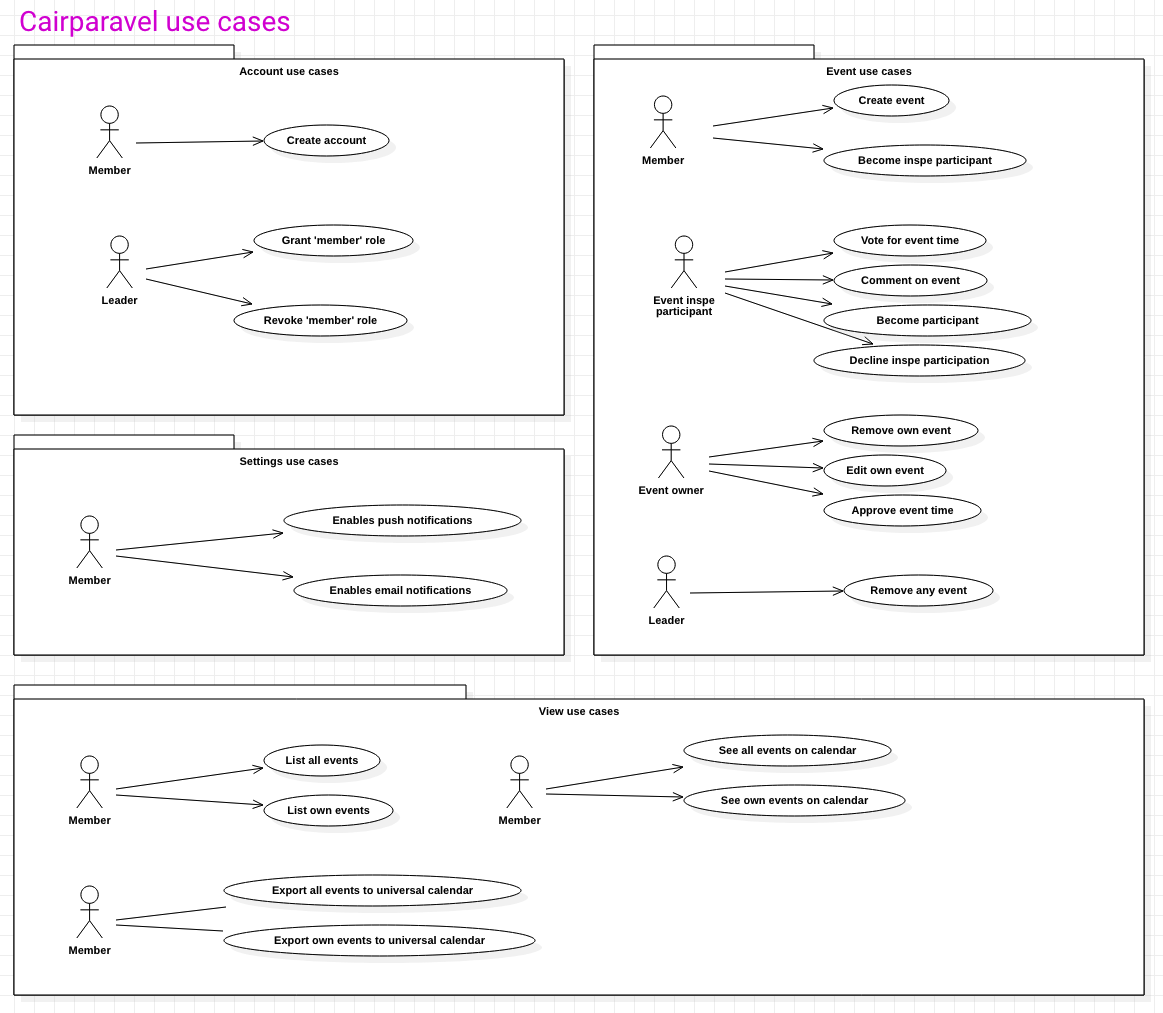 Cairparavel use cases
Account use cases
Member
Create account
Leader
Grant 'member' role
Revoke 'member' role
Settings use cases
Member
Enables push notifications
Enables email notifications
Event use cases
Member
Create event
Become inspe participant
Event inspe
participant
Vote for event time
Comment on event
Become participant
Decline inspe participation
Event owner
Remove own event
Edit own event
Approve event time
Leader
Remove any event
View use cases
Member
List all events
List own events
Member
See all events on calendar
See own events on calendar
Member
Export all events to universal calendar
Export own events to universal calendar